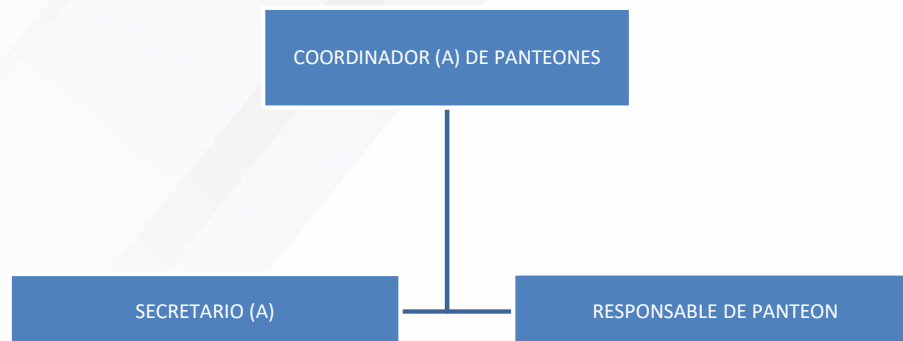 COORDINADOR (A) DE PANTEONES
SECRETARIO (A)
RESPONSABLE DE PANTEON